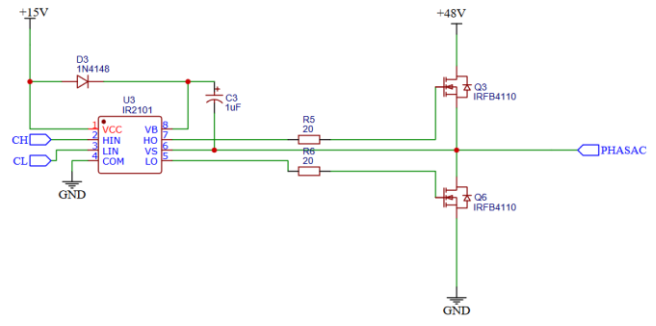 +15V
+48V
D3
1N4148
U3
IR2101
C3
1uF
Q3
IRFB4110
1 VCC VB 8
2 HIN HO 7
3 LIN VS 6
4 COM LO 5
CH
CL
R5
20
R6
20
PHASAC
GND
Q6
IRFB4110
GND